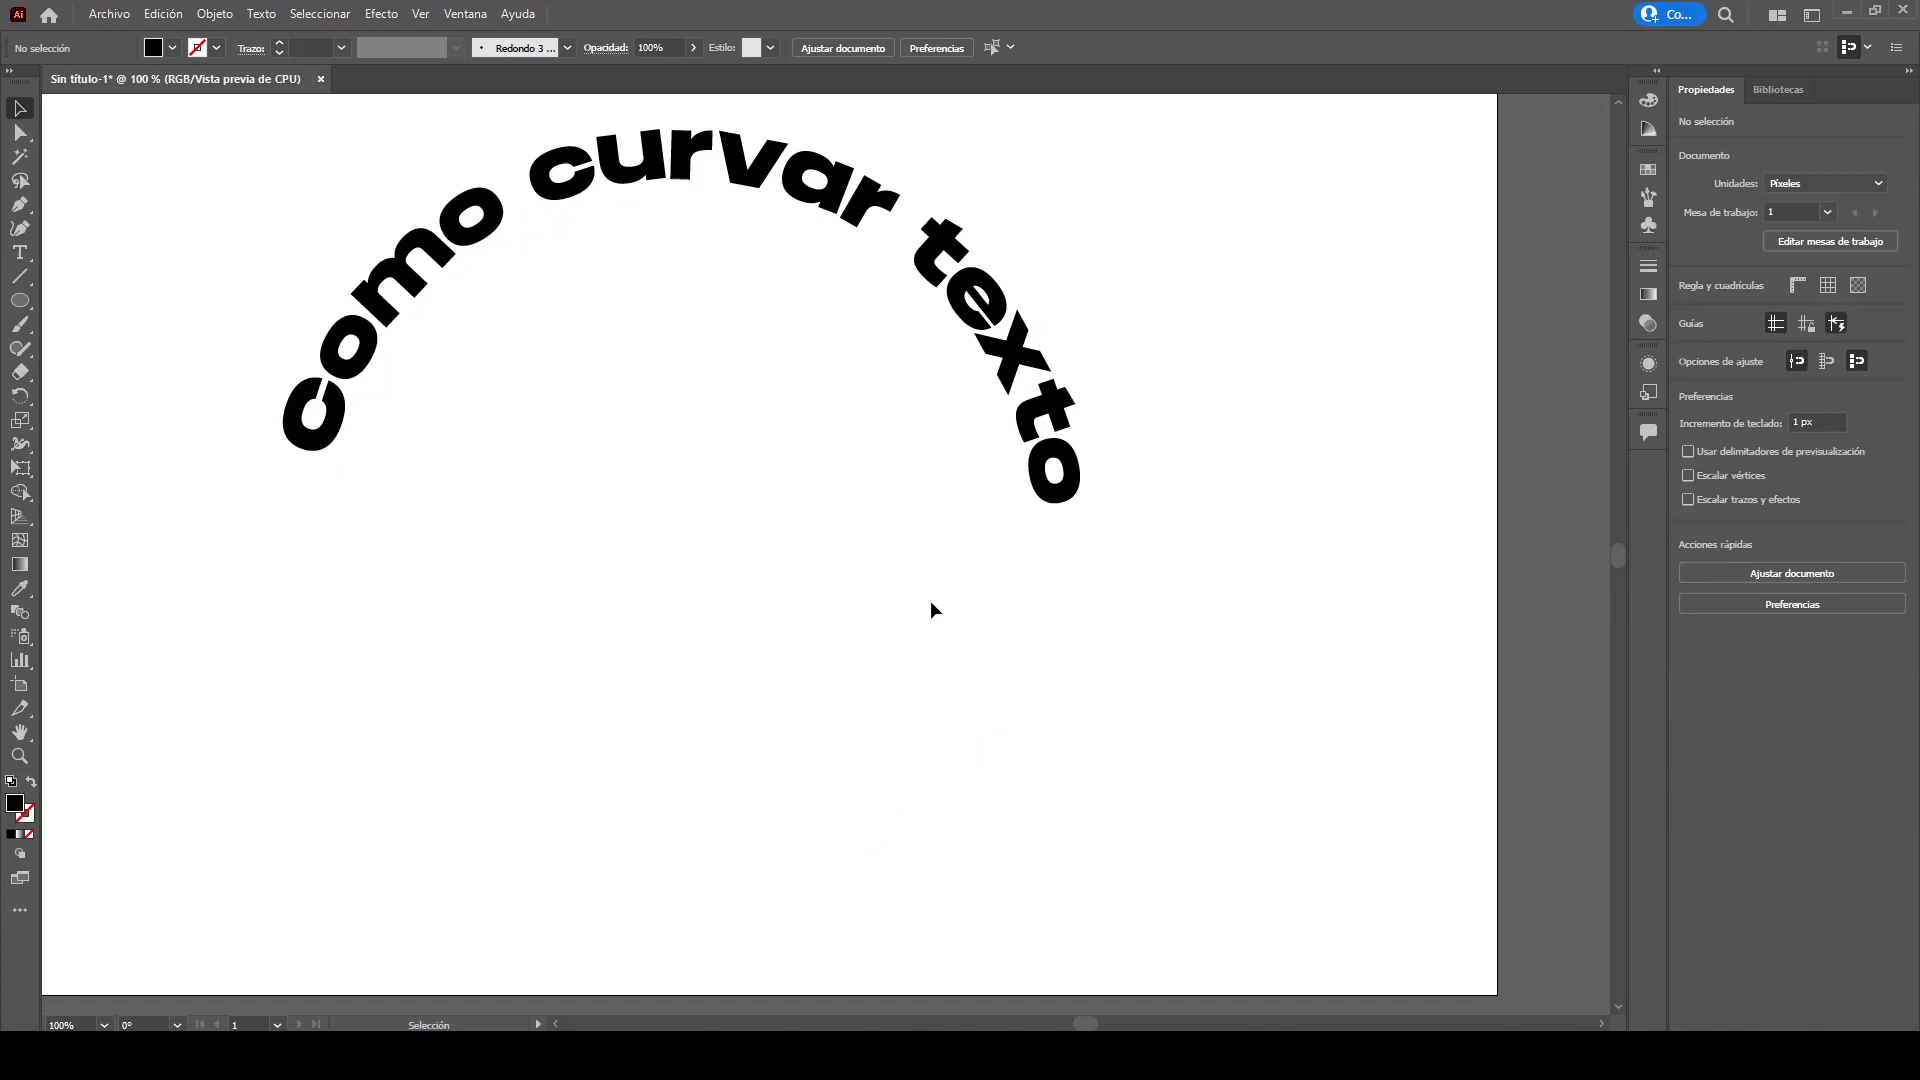 Ai Archivo Edición Objeto Texto Seleccionar Efecto Ver Ventana Ayuda Co...
No selección Trazo: Redondo 3 ... Opacidad: 100% Estilo: Ajustar documento Preferencias
Sin título-1* @ 100 % (RGB/Vista previa de CPU)
como curvar texto
Propiedades Bibliotecas
No selección
Documento
Unidades: Píxeles
Mesa de trabajo: 1
Editar mesas de trabajo
Regla y cuadrículas
Guías
Opciones de ajuste
Preferencias
Incremento de teclado: 1 px
Usar delimitadores de previsualización
Escalar vértices
Escalar trazos y efectos
Acciones rápidas
Ajustar documento
Preferencias
100% 0° 1 Selección